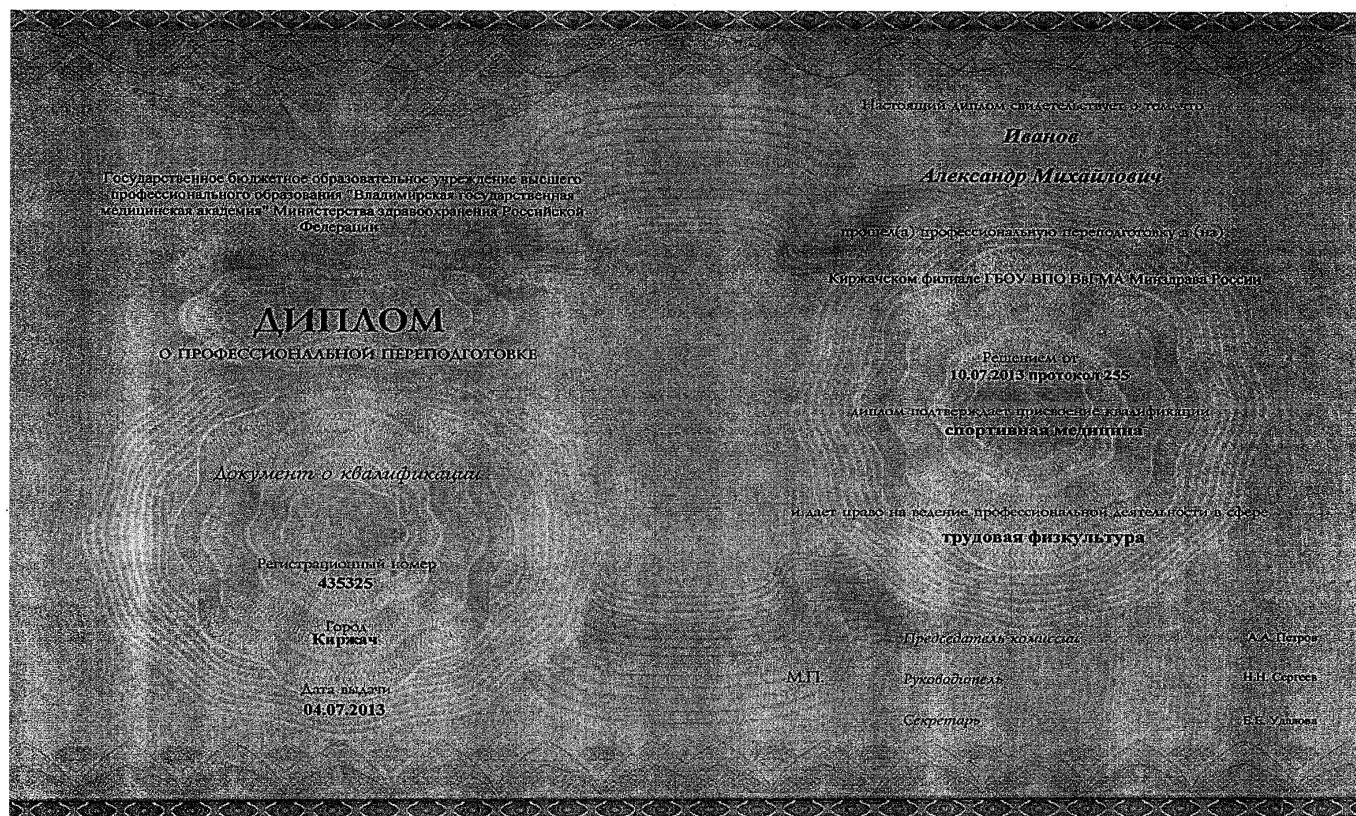 Государственное бюджетное образовательное учреждение высшего
профессионального образования "Владимирская государственная
медицинская академия" Министерства здравоохранения Российской
Федерации
ДИПЛОМ
О ПРОФЕССИОНАЛЬНОЙ ПЕРЕПОДГОТОВКЕ
Документ о квалификации
Регистрационный номер
435325
Город
Киржач
Дата выдачи
04.07.2013
Настоящий диплом свидетельствует о том, что
Иванов
Александр Михайлович
прошел(а) профессиональную переподготовку в (на)
Киржачском филиале ГБОУ ВПО ВвГМА Минздрава России
Решением от
10.07.2013 протокол 255
диплом подтверждает присвоение квалификации
спортивная медицина
и дает право на ведение профессиональной деятельности в сфере
трудовая физкультура
Председатель комиссии А.А. Петров
М.П. Руководитель Н.Н. Сергеев
Секретарь Б.Б. Удалова